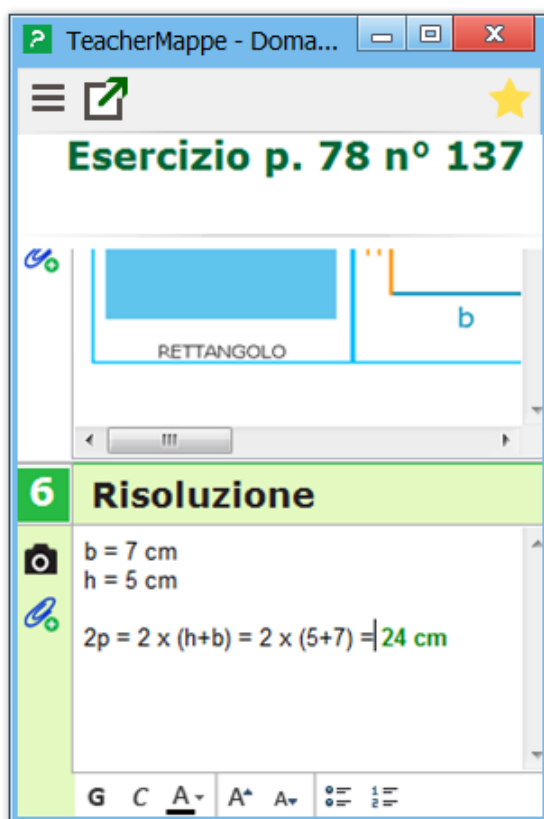 TeacherMappe - Doma...
Esercizio p. 78 n° 137
b
RETTANGOLO
6 Risoluzione
b = 7 cm
h = 5 cm
2p = 2 x (h+b) = 2 x (5+7) = 24 cm
G C A A A